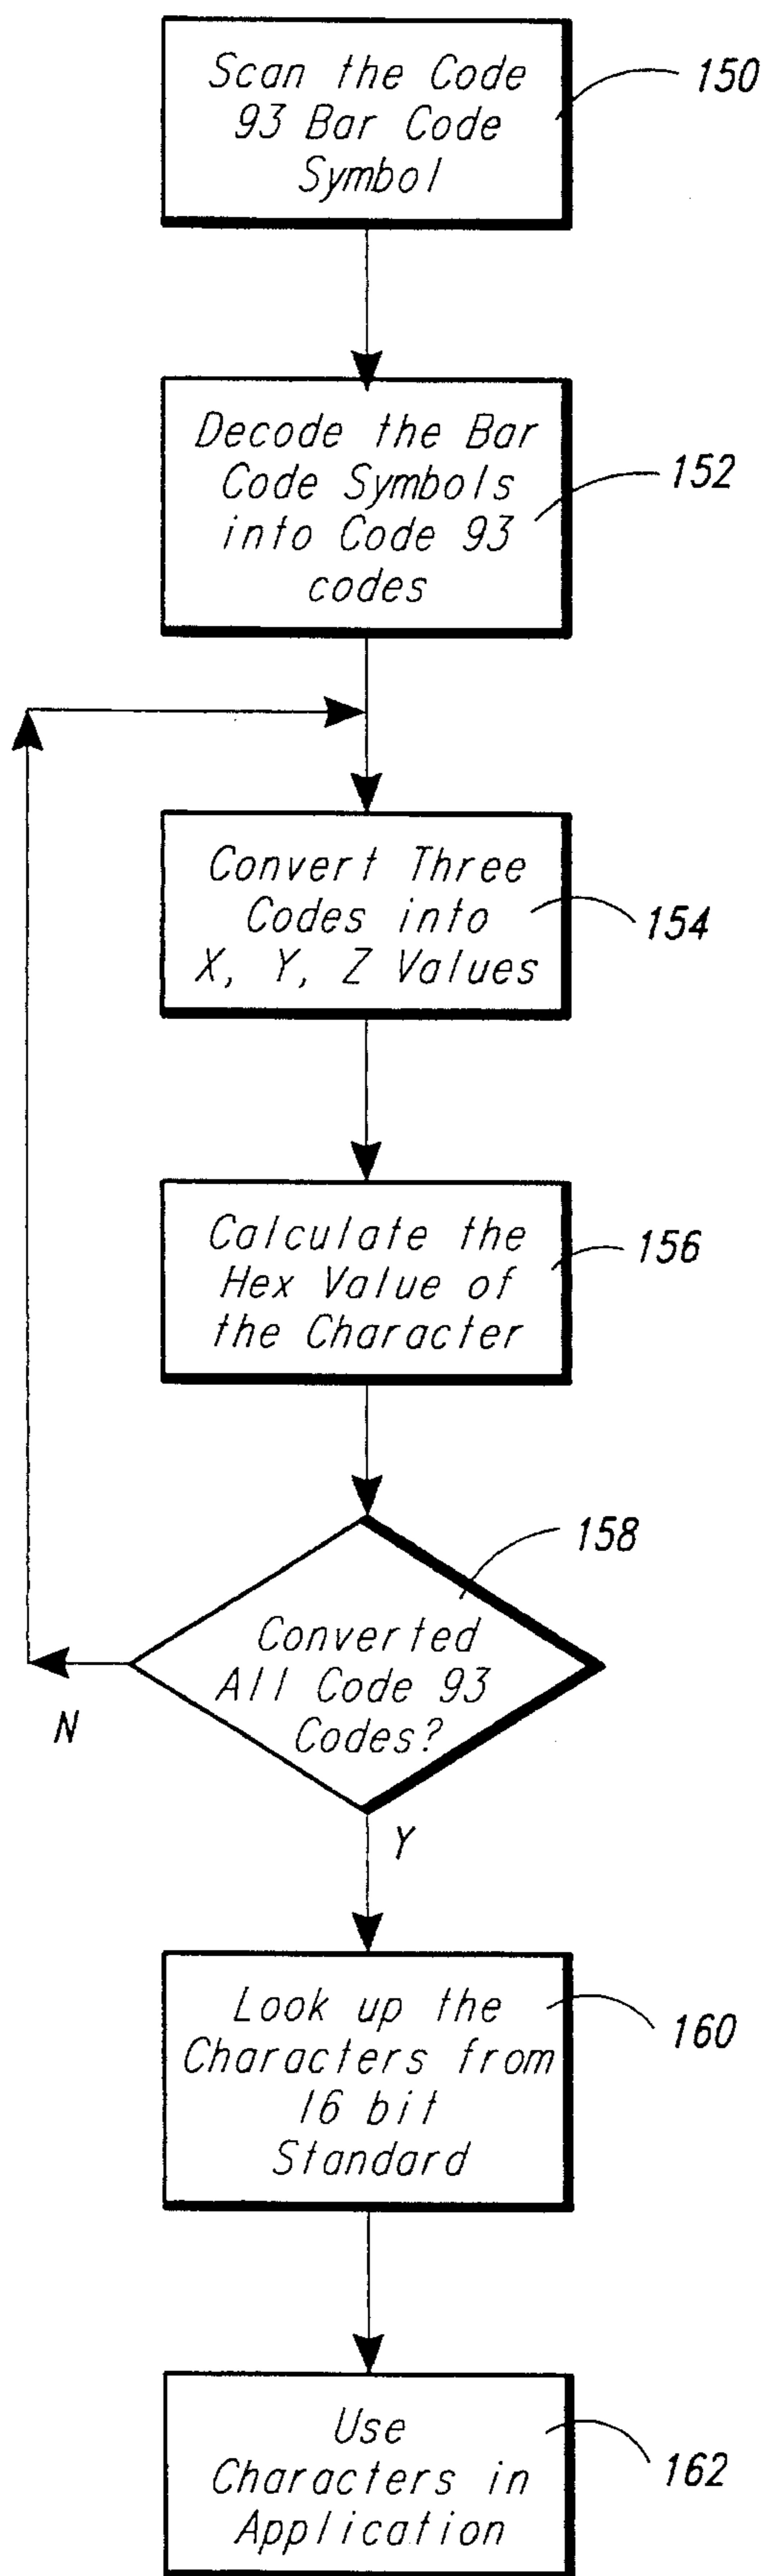 Scan the Code
93 Bar Code
Symbol
150
Decode the Bar
Code Symbols
into Code 93
codes
152
Convert Three
Codes into
X, Y, Z Values
154
Calculate the
Hex Value of
the Character
156
158
Converted
All Code 93
Codes?
N
Y
Look up the
Characters from
16 bit
Standard
160
Use
Characters in
Application
162